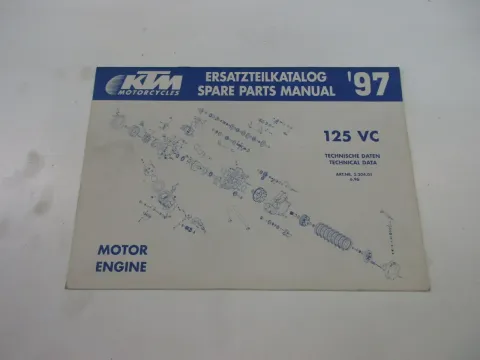 KTM
MOTORCYCLES
ERSATZTEILKATALOG
SPARE PARTS MANUAL
'97
125 VC
TECHNISCHE DATEN
TECHNICAL DATA
MOTOR
ENGINE